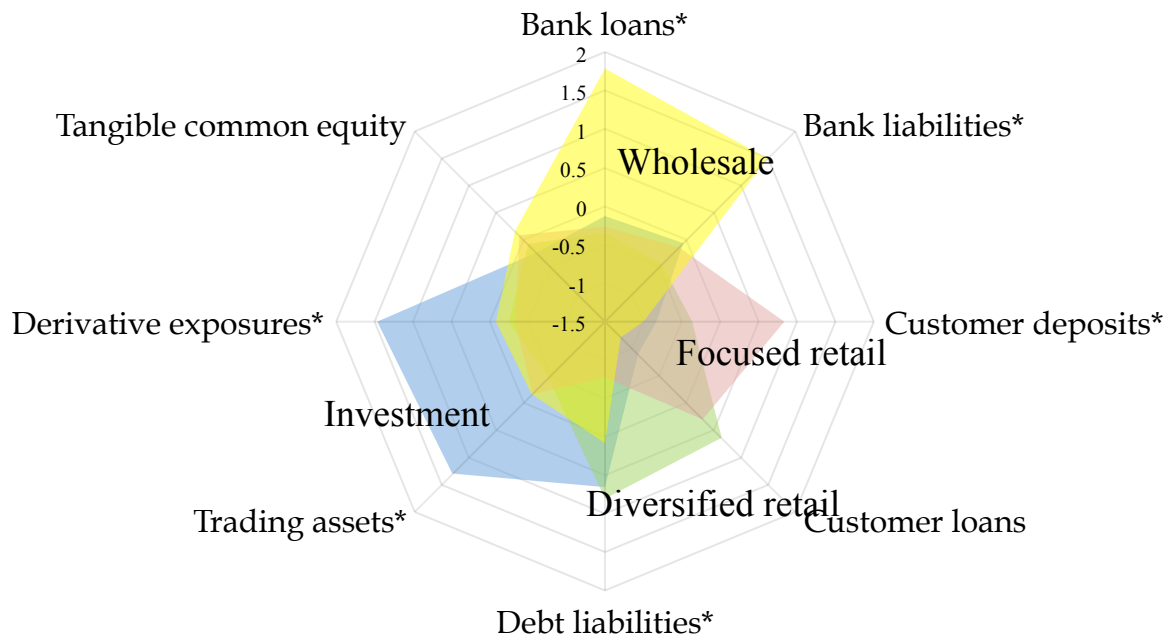 Bank loans*
2
1.5
1
0.5
0
-0.5
-1
-1.5
Tangible common equity
Bank liabilities*
Wholesale
Derivative exposures*
Customer deposits*
Focused retail
Investment
Diversified retail
Trading assets*
Customer loans
Debt liabilities*